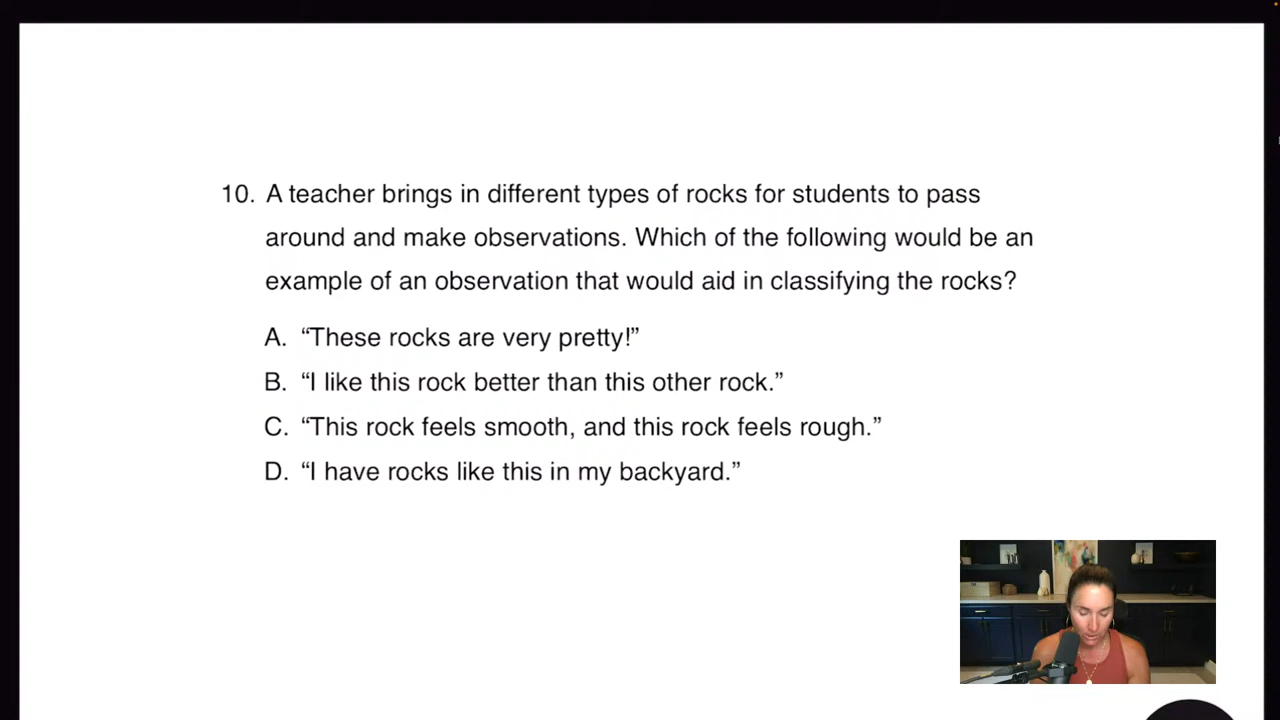 10. A teacher brings in different types of rocks for students to pass
around and make observations. Which of the following would be an
example of an observation that would aid in classifying the rocks?
A. “These rocks are very pretty!”
B. “I like this rock better than this other rock.”
C. “This rock feels smooth, and this rock feels rough.”
D. “I have rocks like this in my backyard.”